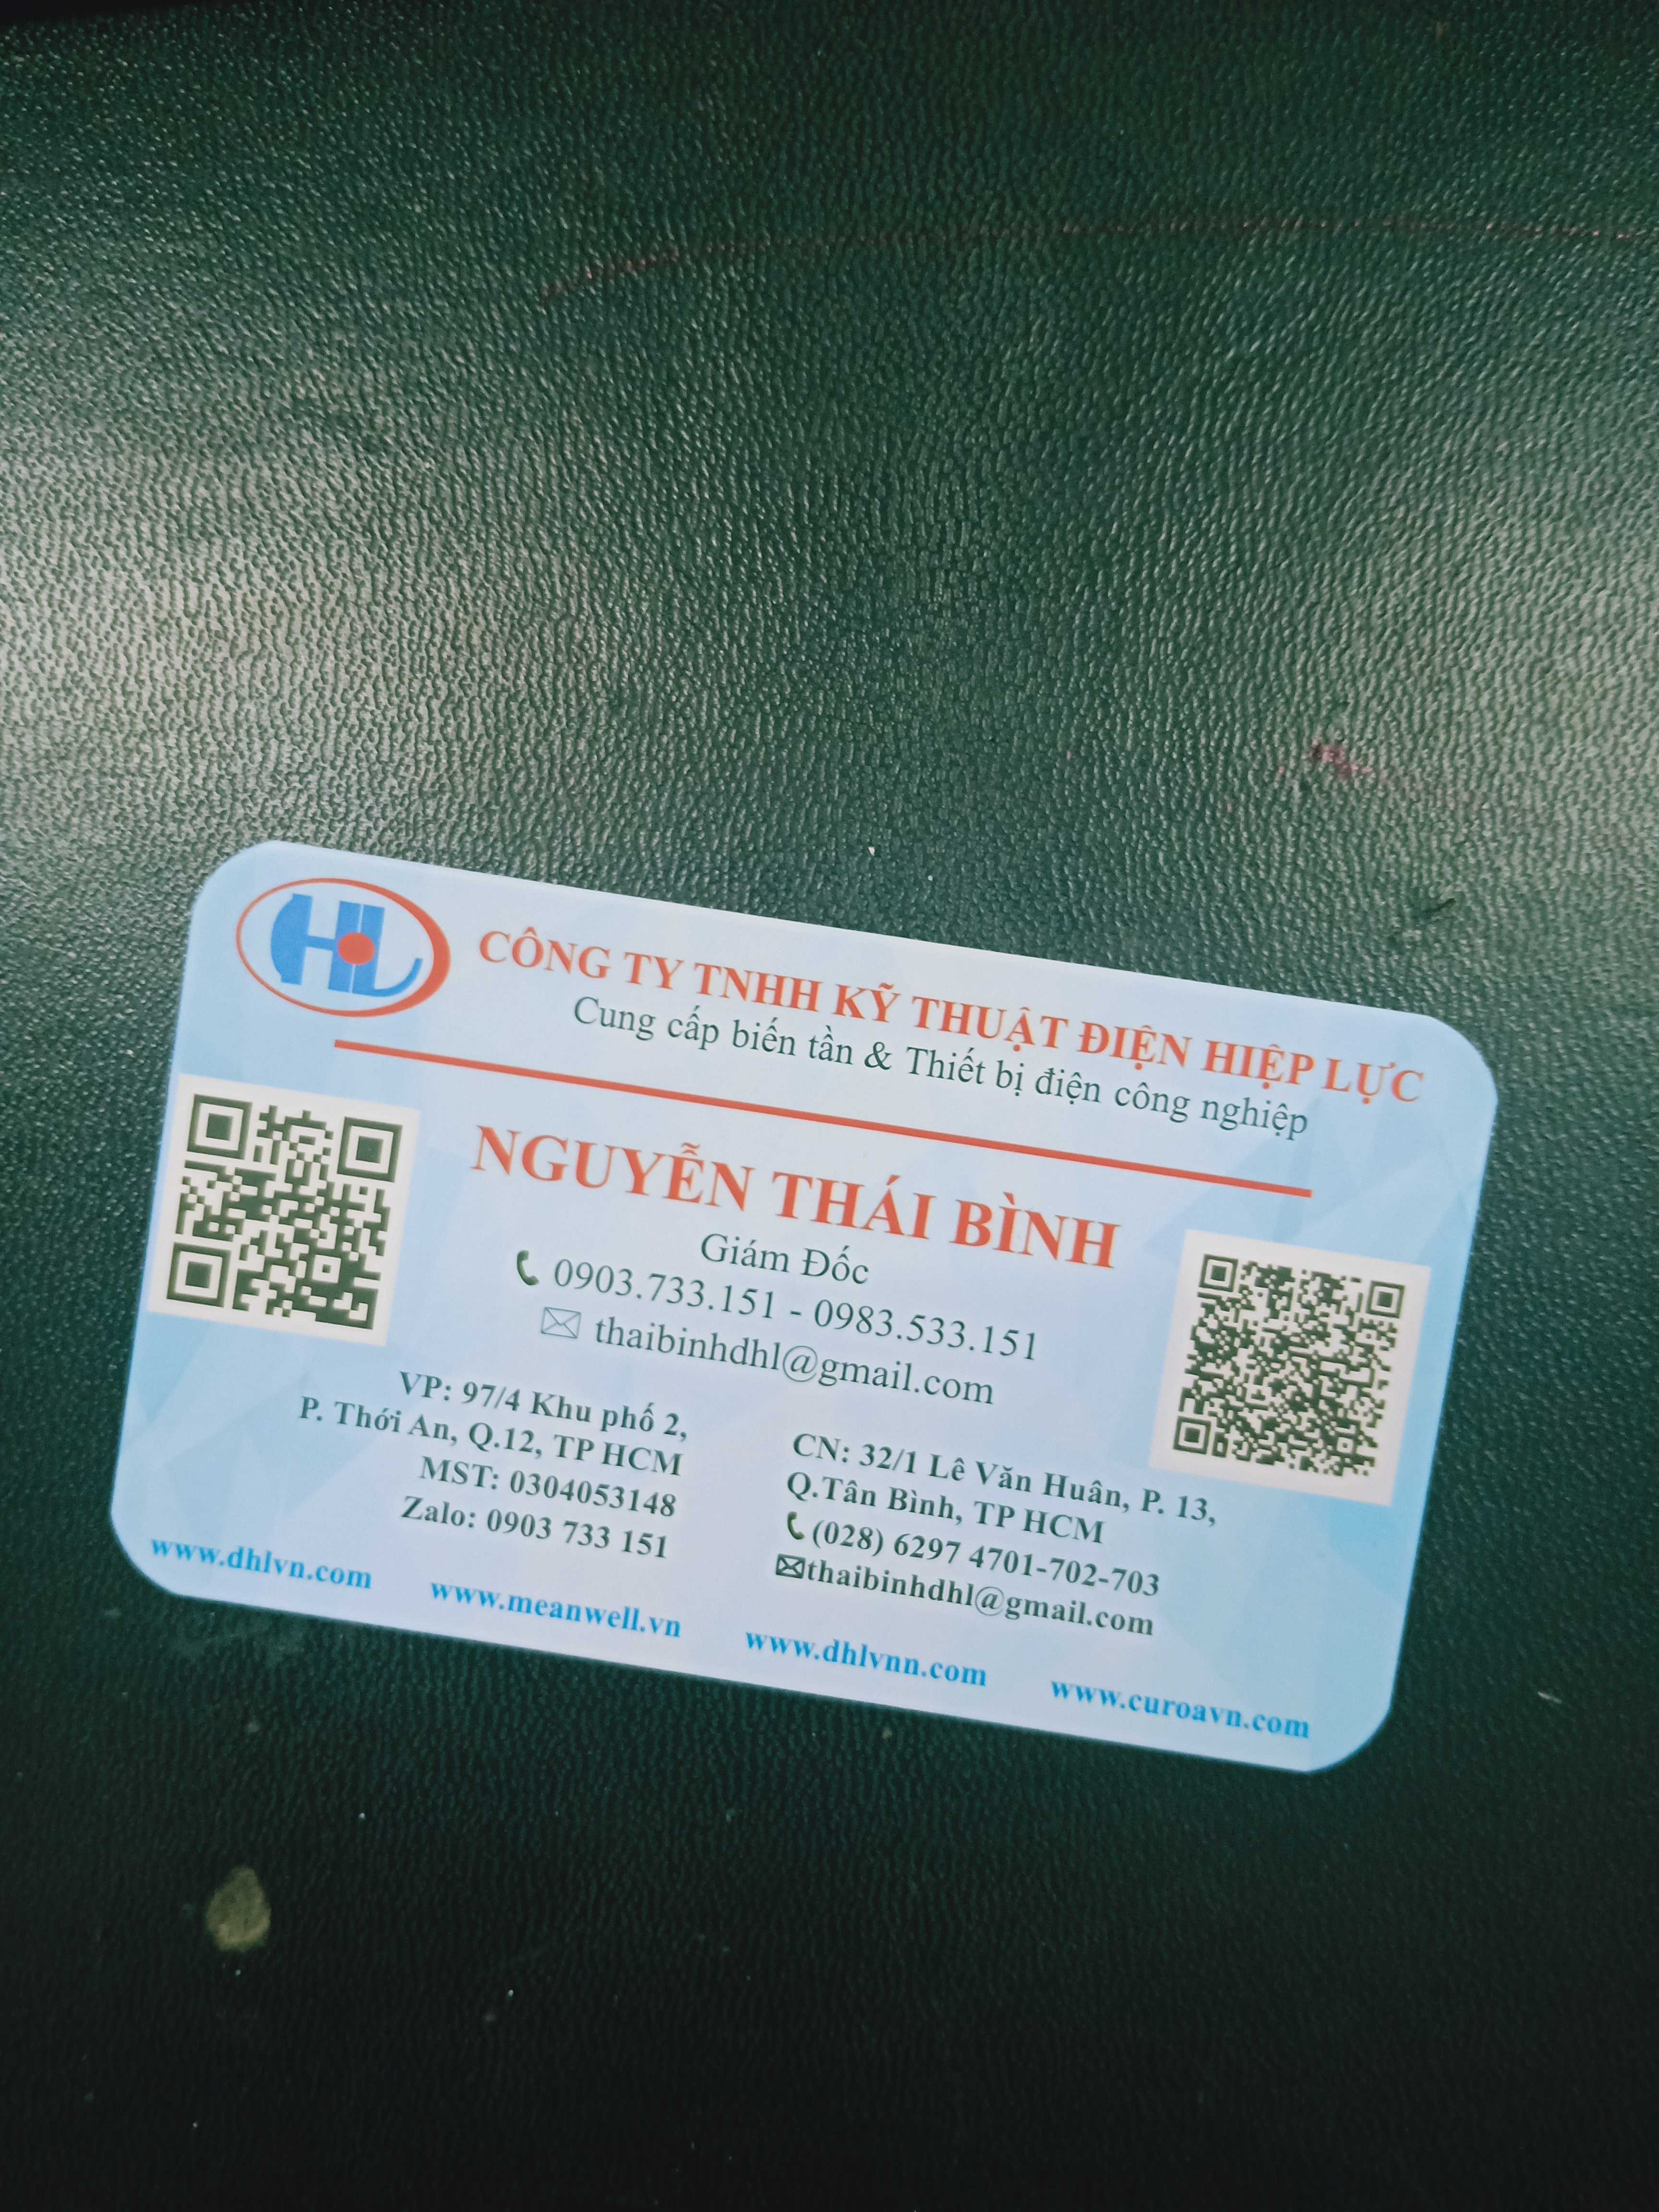 HL
CÔNG TY TNHH KỸ THUẬT ĐIỆN HIỆP LỰC
Cung cấp biến tần & Thiết bị điện công nghiệp
NGUYỄN THÁI BÌNH
Giám Đốc
0903.733.151 - 0983.533.151
thaibinhdhl@gmail.com
VP: 97/4 Khu phố 2,
P. Thới An, Q.12, TP HCM
MST: 0304053148
Zalo: 0903 733 151
CN: 32/1 Lê Văn Huân, P. 13,
Q.Tân Bình, TP HCM
(028) 6297 4701-702-703
thaibinhdhl@gmail.com
www.dhlvn.com
www.meanwell.vn
www.dhlvnn.com
www.curoavn.com